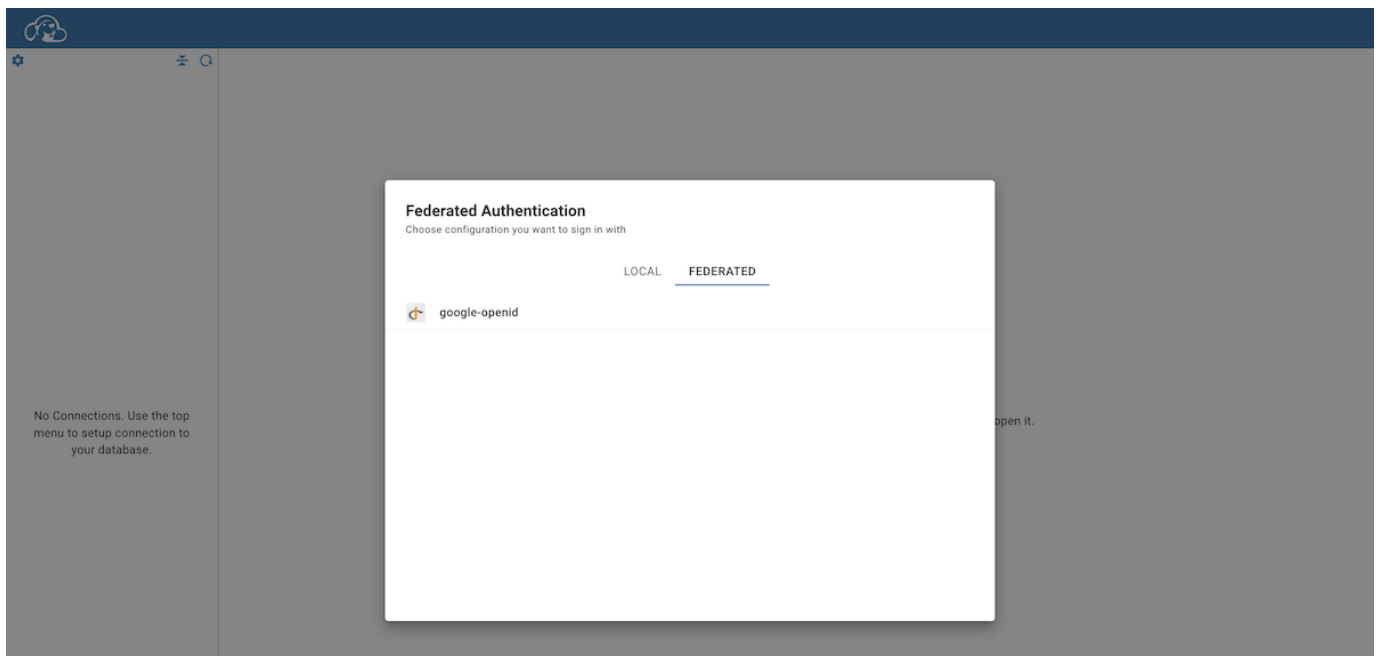 Federated Authentication
Choose configuration you want to sign in with
LOCAL FEDERATED
google-openid
No Connections. Use the top
menu to setup connection to
your database.
open it.